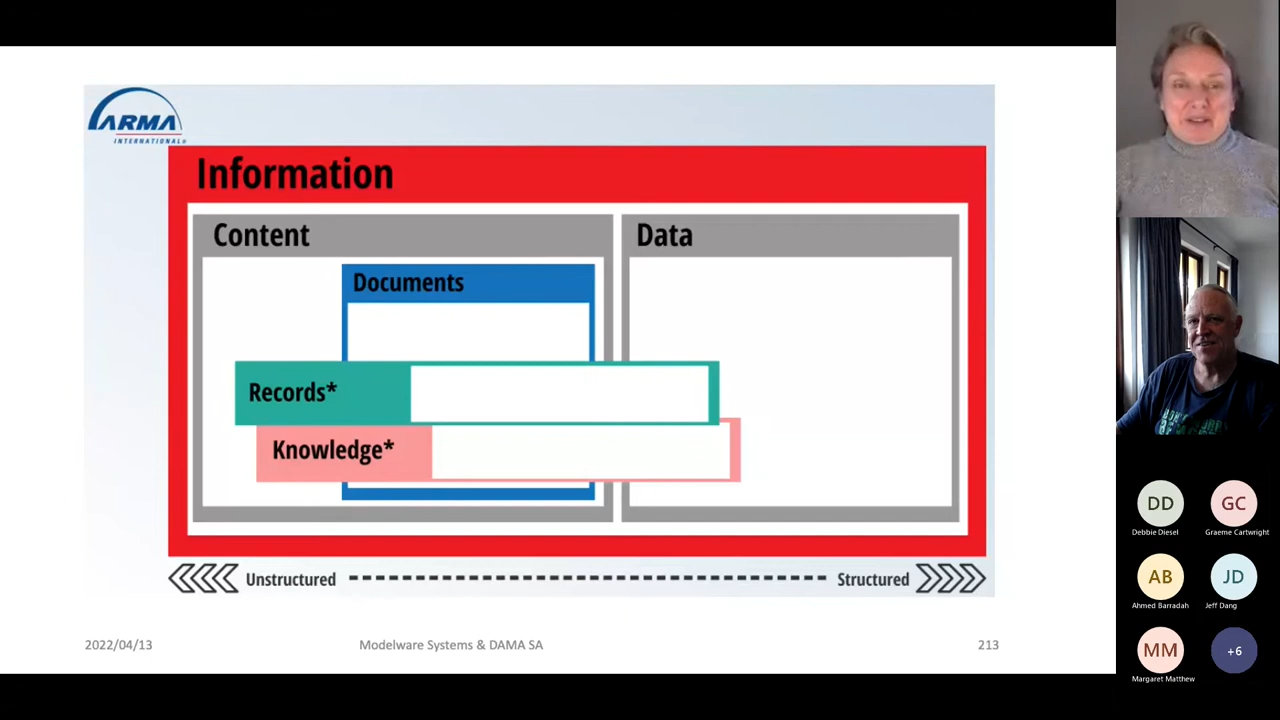 ARMA
INTERNATIONAL®
Information
Content
Data
Documents
Records*
Knowledge*
Unstructured
Structured
2022/04/13
Modelware Systems & DAMA SA
213
DD
GC
Debbie Diesel
Graeme Cartwright
AB
JD
Ahmed Barradah
Jeff Dang
MM
+6
Margaret Matthew